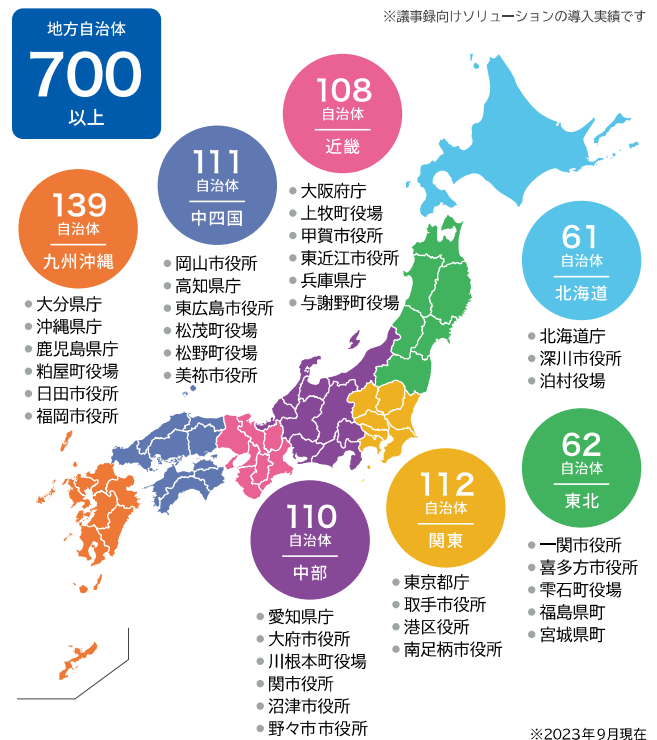 ※議事録向けソリューションの導入実績です
地方自治体
700
以上
108
自治体
近畿
大阪府庁
上牧町役場
甲賀市役所
東近江市役所
兵庫県庁
与謝野町役場
111
自治体
中四国
岡山市役所
高知県庁
東広島市役所
松茂町役場
松野町役場
美祢市役所
139
自治体
九州沖縄
大分県庁
沖縄県庁
鹿児島県庁
粕屋町役場
日田市役所
福岡市役所
61
自治体
北海道
北海道庁
深川市役所
泊村役場
62
自治体
東北
一関市役所
喜多方市役所
雫石町役場
福島県町
宮城県町
112
自治体
関東
東京都庁
取手市役所
港区役所
南足柄市役所
110
自治体
中部
愛知県庁
大府市役所
川根本町役場
関市役所
沼津市役所
野々市市役所
※2023年9月現在